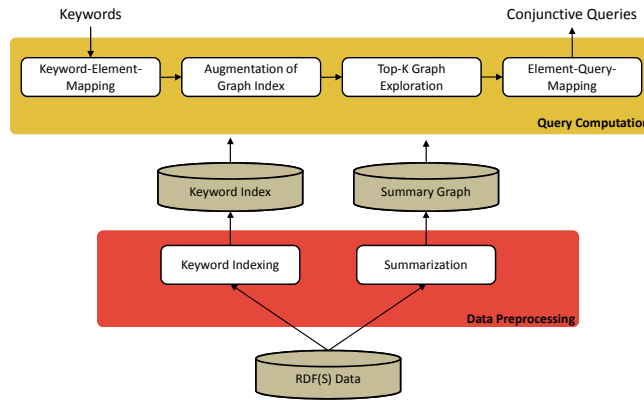 Keywords
Conjunctive Queries
Keyword-Element-
Mapping
Augmentation of
Graph Index
Top-K Graph
Exploration
Element-Query-
Mapping
Query Computation
Keyword Index
Summary Graph
Keyword Indexing
Summarization
Data Preprocessing
RDF(S) Data